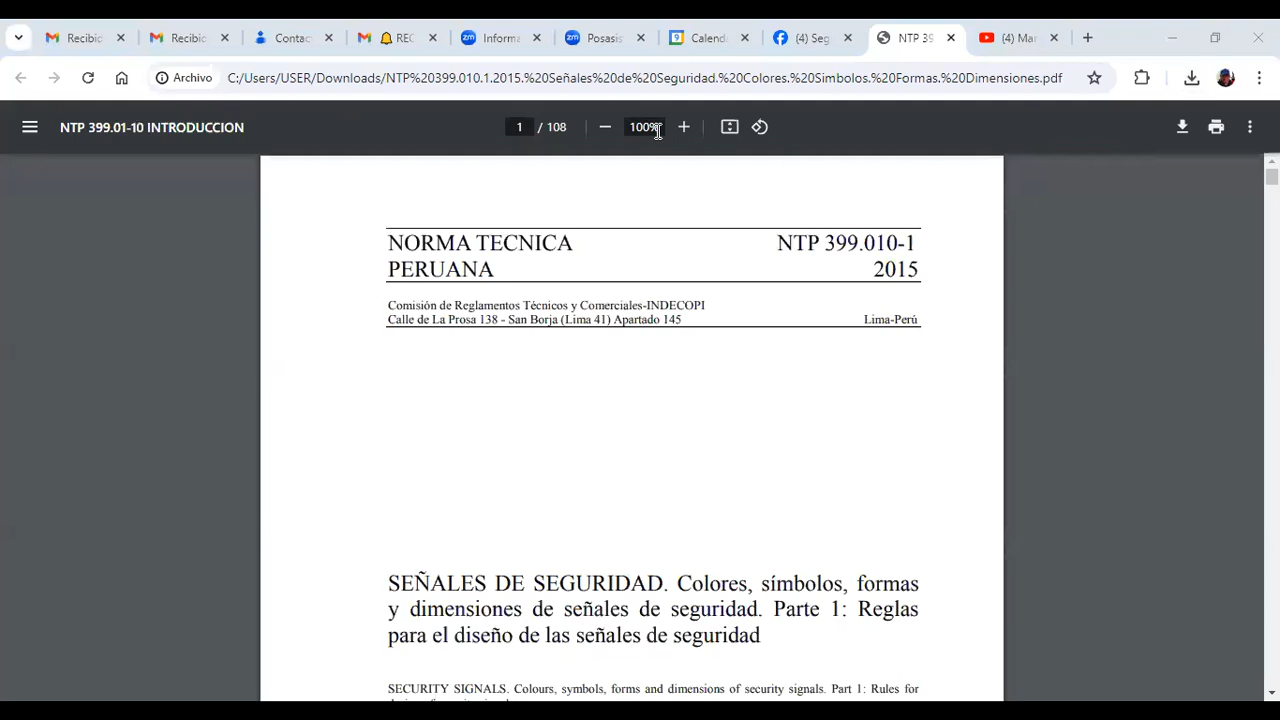 Recibic
Recibic
Contac
REC
Informa
Posasis
Calend
(4) Seg
NTP 39
(4) Mar
Archivo
C:/Users/USER/Downloads/NTP%20399.010.1.2015.%20Señales%20de%20Seguridad.%20Colores.%20Simbolos.%20Formas.%20Dimensiones.pdf
NTP 399.01-10 INTRODUCCION
1 / 108
100%
NORMA TECNICA NTP 399.010-1
PERUANA 2015
Comisión de Reglamentos Técnicos y Comerciales-INDECOPI
Calle de La Prosa 138 - San Borja (Lima 41) Apartado 145 Lima-Perú
SEÑALES DE SEGURIDAD. Colores, símbolos, formas
y dimensiones de señales de seguridad. Parte 1: Reglas
para el diseño de las señales de seguridad
SECURITY SIGNALS. Colours, symbols, forms and dimensions of security signals. Part 1: Rules for